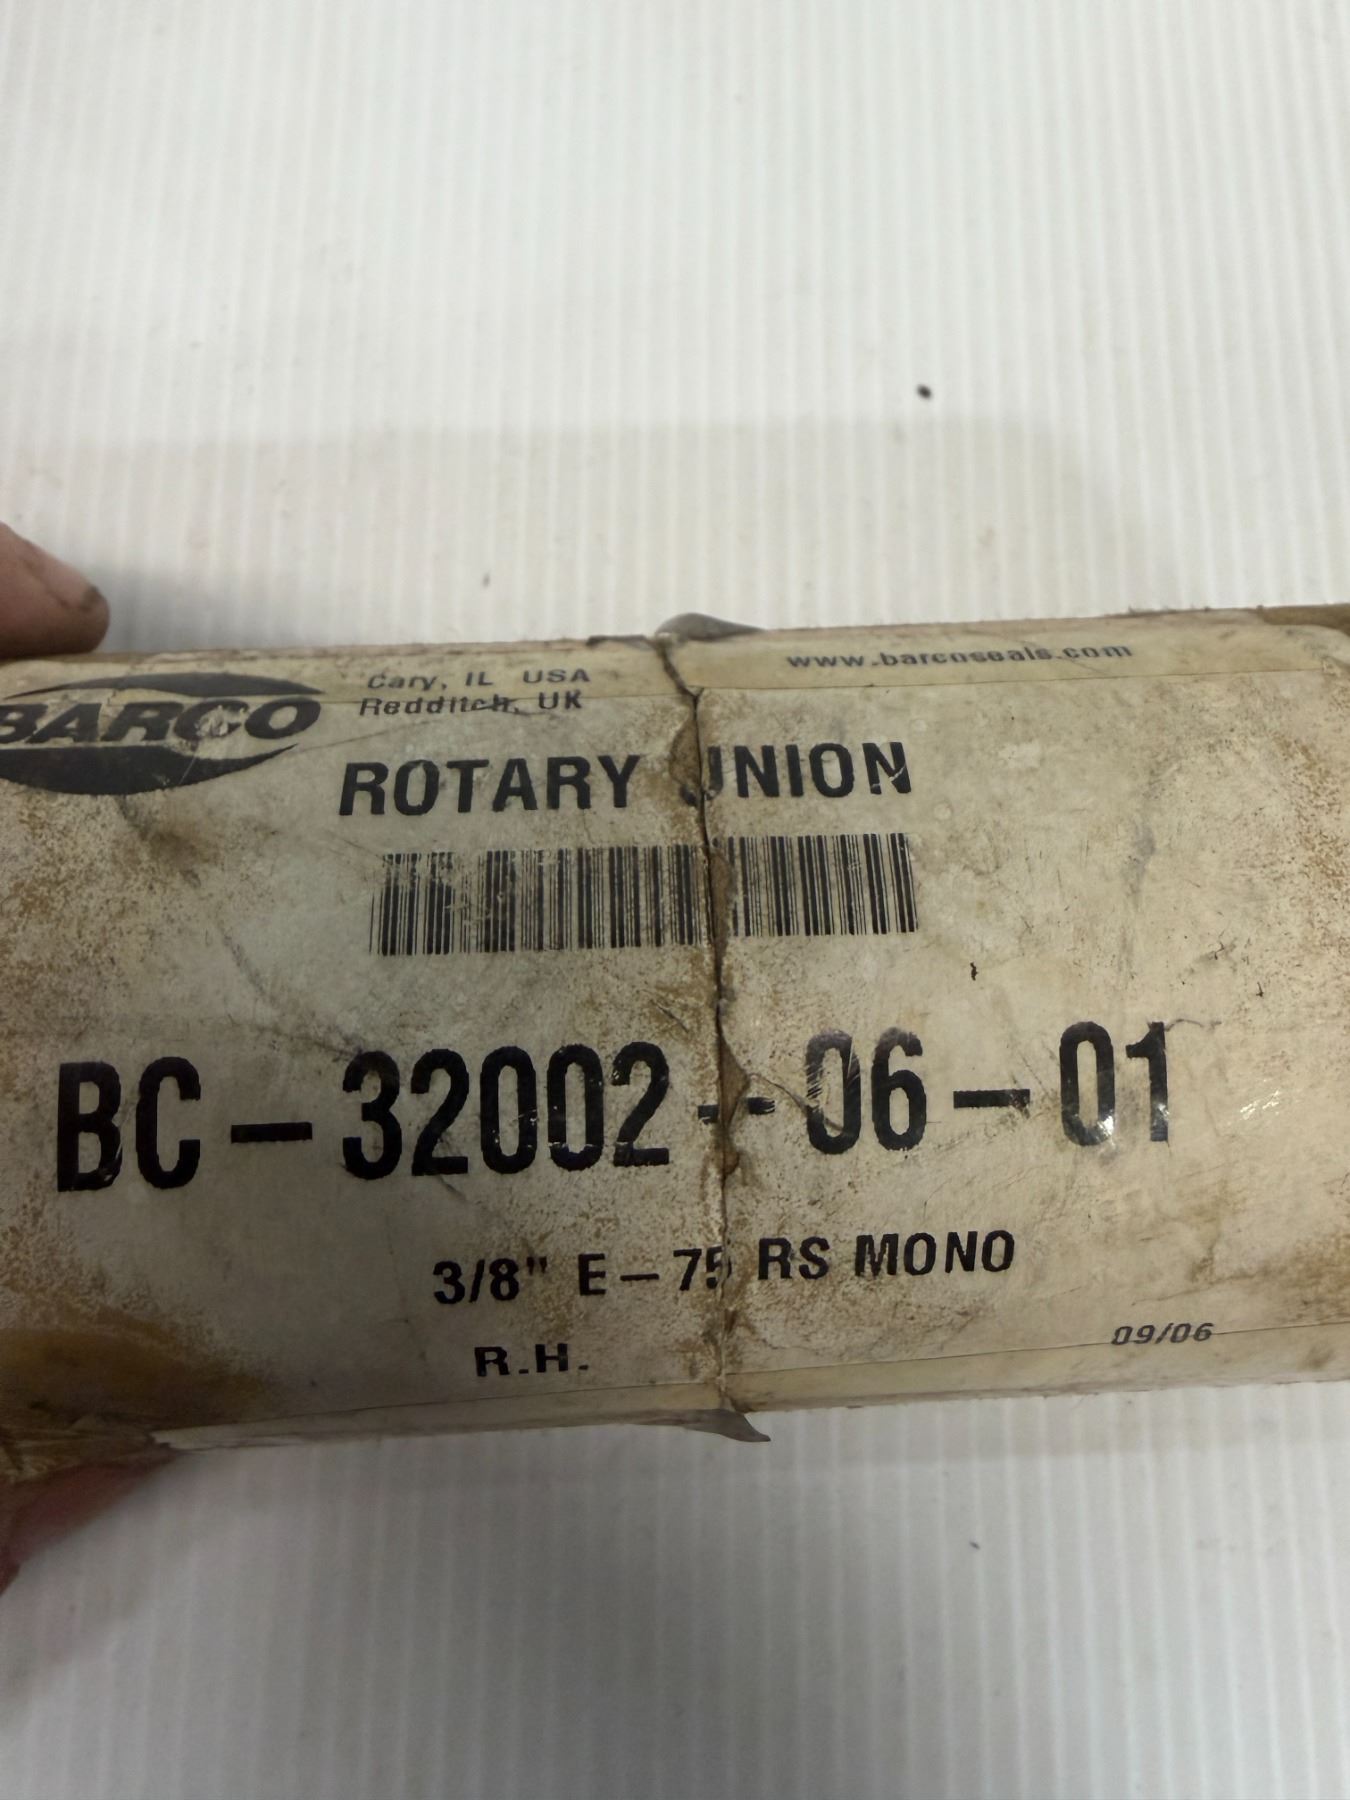 BARCO
Cary, IL USA
Redditch, UK
www.barcoseals.com
ROTARY UNION
BC-32002-06-01
3/8" E-75 RS MONO
R.H.
09/06